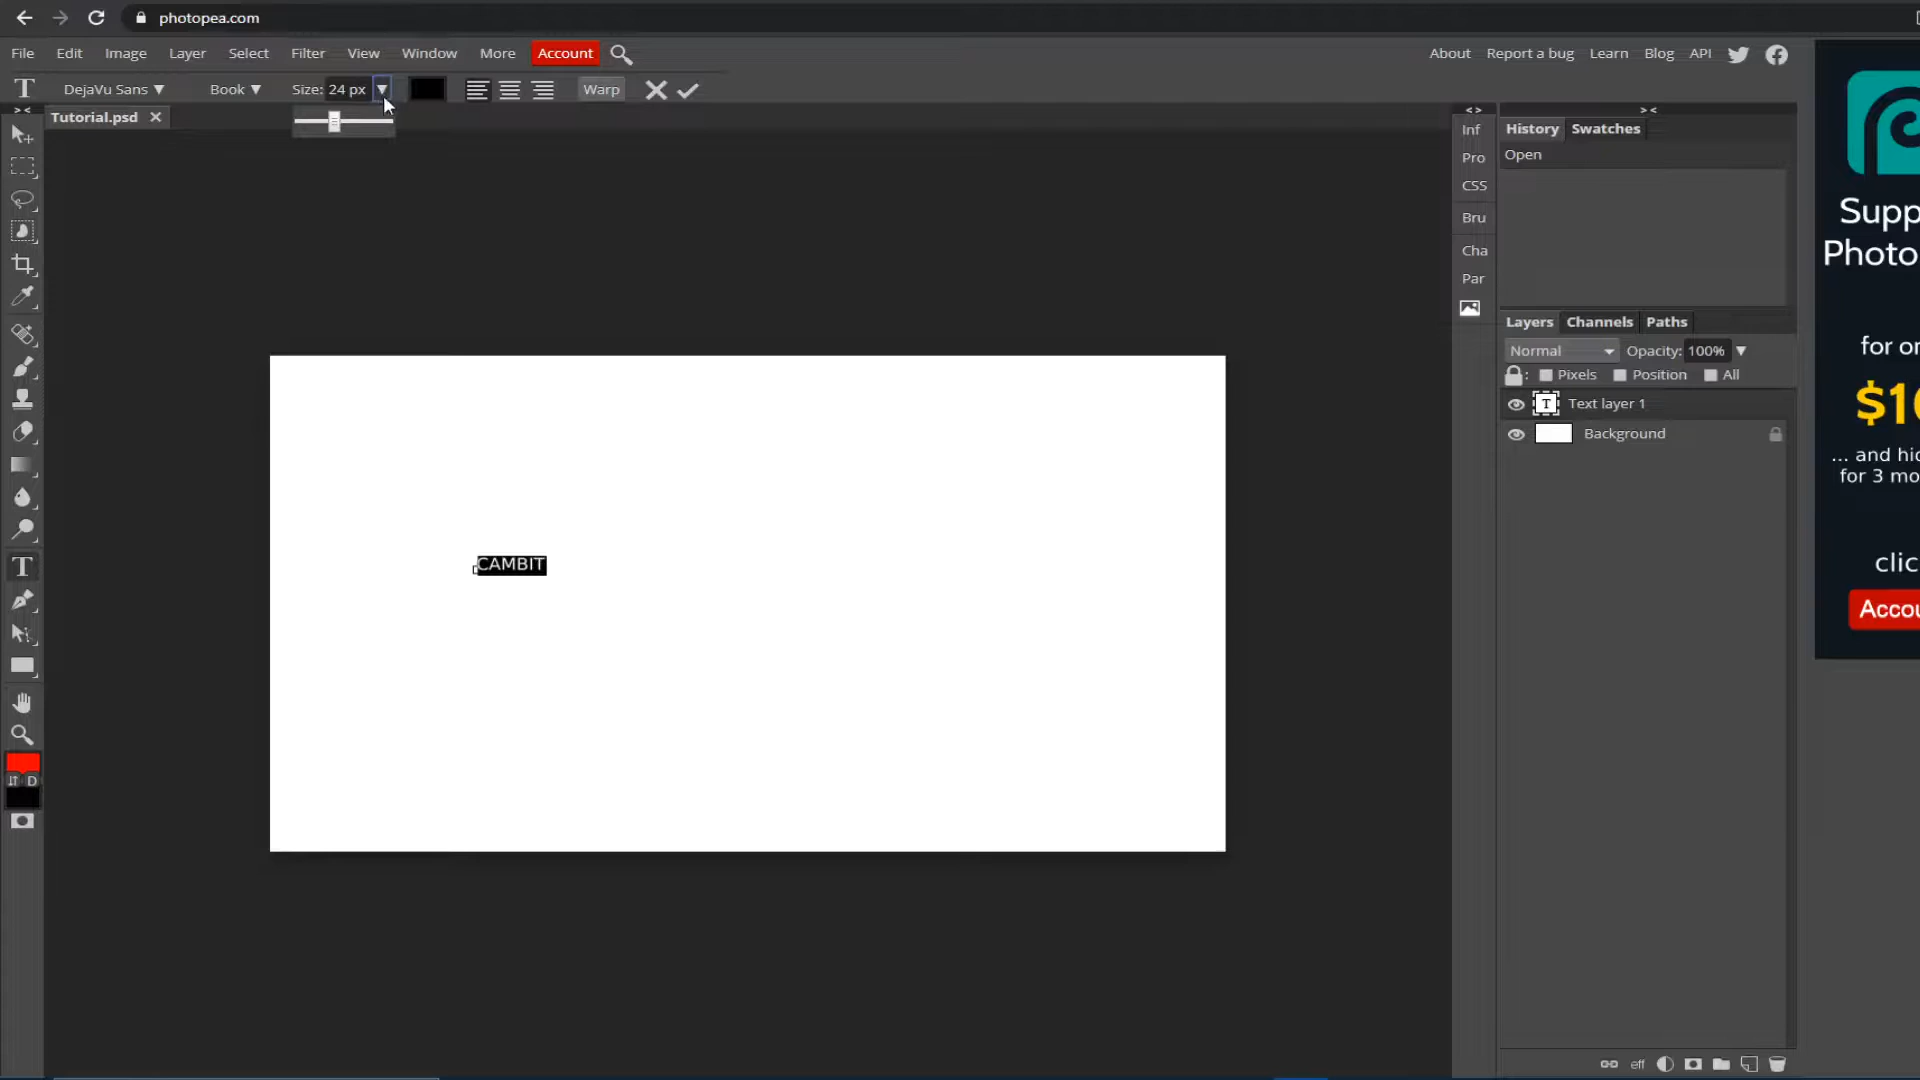 photopea.com
File Edit Image Layer Select Filter View Window More Account
About Report a bug Learn Blog API
DejaVu Sans Book Size: 24 px Warp
Tutorial.psd
Inf
Pro
CSS
Bru
Cha
Par
History Swatches
Open
Layers Channels Paths
Normal Opacity: 100%
Pixels Position All
Text layer 1
Background
CAMBIT
D
eff
Supp
Photo
for or
$10
... and hid
for 3 mo
clic
Accou